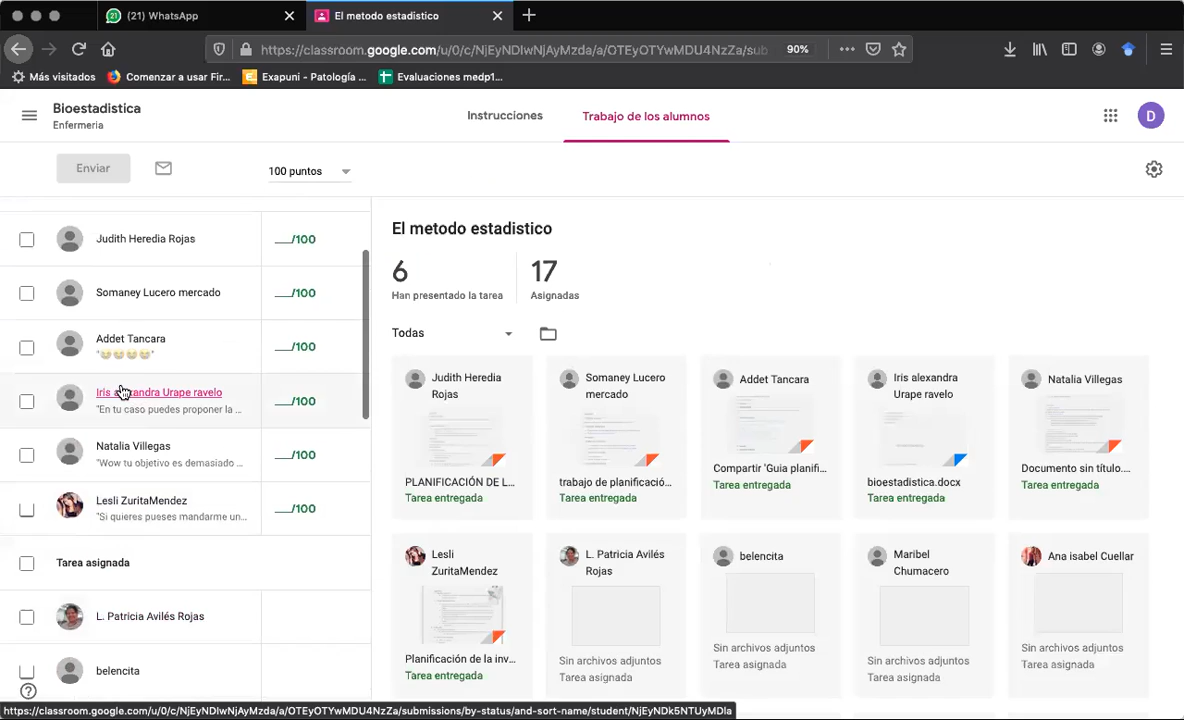 (21) WhatsApp
El metodo estadistico
https://classroom.google.com/u/0/c/NjEyNDIwNjAyMzda/a/OTEyOTYwMDU4NzZa/sub
90%
Más visitados
Comenzar a usar Fir...
Exapuni - Patología ...
Evaluaciones medp1...
Bioestadistica
Enfermeria
Instrucciones
Trabajo de los alumnos
D
Enviar
100 puntos
Judith Heredia Rojas
__/100
Somaney Lucero mercado
__/100
Addet Tancara
"😂😂😂😂"
__/100
Iris alexandra Urape ravelo
"En tu caso puedes proponer la ...
__/100
Natalia Villegas
"Wow tu objetivo es demasiado ...
__/100
Lesli ZuritaMendez
"Si quieres pueses mandarme un...
__/100
Tarea asignada
L. Patricia Avilés Rojas
belencita
El metodo estadistico
6
Han presentado la tarea
17
Asignadas
Todas
Judith Heredia
Rojas
PLANIFICACIÓN DE L...
Tarea entregada
Somaney Lucero
mercado
trabajo de planificació...
Tarea entregada
Addet Tancara
Compartir 'Guia planifi...
Tarea entregada
Iris alexandra
Urape ravelo
bioestadistica.docx
Tarea entregada
Natalia Villegas
Documento sin título....
Tarea entregada
Lesli
ZuritaMendez
Planificación de la inv...
Tarea entregada
L. Patricia Avilés
Rojas
Sin archivos adjuntos
Tarea asignada
belencita
Sin archivos adjuntos
Tarea asignada
Maribel
Chumacero
Sin archivos adjuntos
Tarea asignada
Ana isabel Cuellar
Sin archivos adjuntos
Tarea asignada
https://classroom.google.com/u/0/c/NjEyNDIwNjAyMzda/a/OTEyOTYwMDU4NzZa/submissions/by-status/and-sort-name/student/NjEyNDk5NTUyMDIa